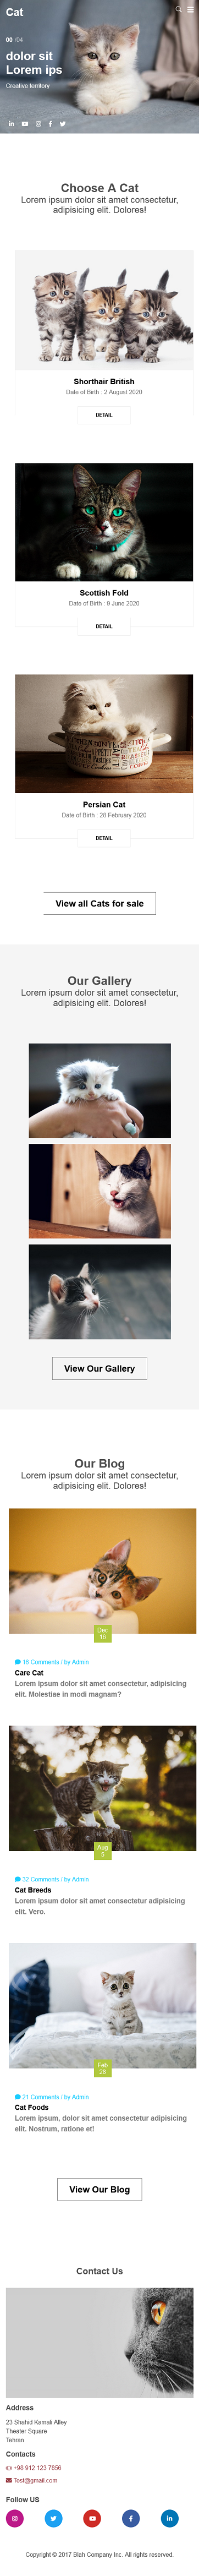 Cat
00 /04
dolor sit
Lorem ips
Creative territory
Choose A Cat
Lorem ipsum dolor sit amet consectetur,
adipisicing elit. Dolores!
Shorthair British
Date of Birth : 2 August 2020
DETAIL
Scottish Fold
Date of Birth : 9 June 2020
DETAIL
Persian Cat
Date of Birth : 28 February 2020
DETAIL
View all Cats for sale
Our Gallery
Lorem ipsum dolor sit amet consectetur,
adipisicing elit. Dolores!
View Our Gallery
Our Blog
Lorem ipsum dolor sit amet consectetur,
adipisicing elit. Dolores!
Dec
16
16 Comments / by Admin
Care Cat
Lorem ipsum dolor sit amet consectetur, adipisicing
elit. Molestiae in modi magnam?
Aug
5
32 Comments / by Admin
Cat Breeds
Lorem ipsum dolor sit amet consectetur adipisicing
elit. Vero.
Feb
28
21 Comments / by Admin
Cat Foods
Lorem ipsum, dolor sit amet consectetur adipisicing
elit. Nostrum, ratione et!
View Our Blog
Contact Us
Address
23 Shahid Kamali Alley
Theater Square
Tehran
Contacts
+98 912 123 7856
Test@gmail.com
Follow US
Copyright © 2017 Blah Company Inc. All rights reserved.